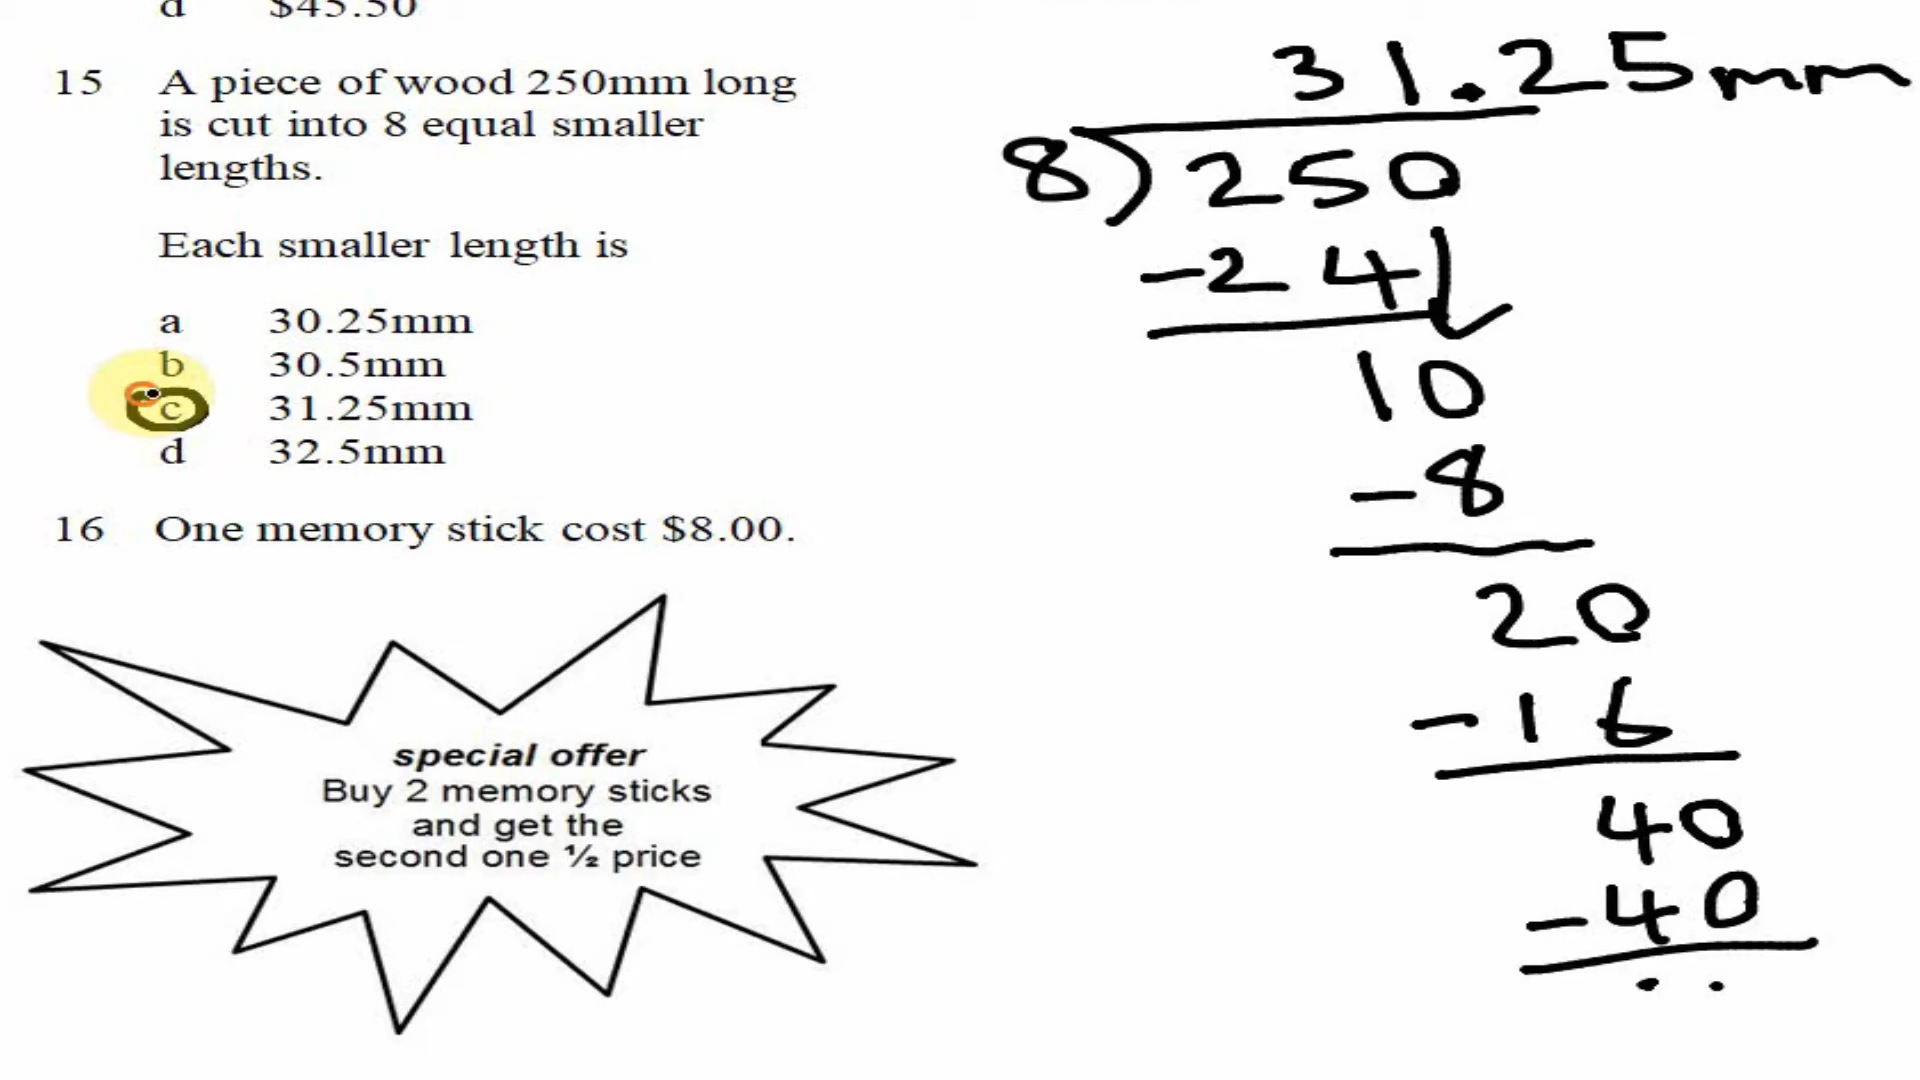 d $45.50
15 A piece of wood 250mm long
is cut into 8 equal smaller
lengths.
Each smaller length is
a 30.25mm
b 30.5mm
c 31.25mm
d 32.5mm
16 One memory stick cost $8.00.
special offer
Buy 2 memory sticks
and get the
second one ½ price
31.25mm
8)250
-24
10
-8
20
-16
40
-40
. .